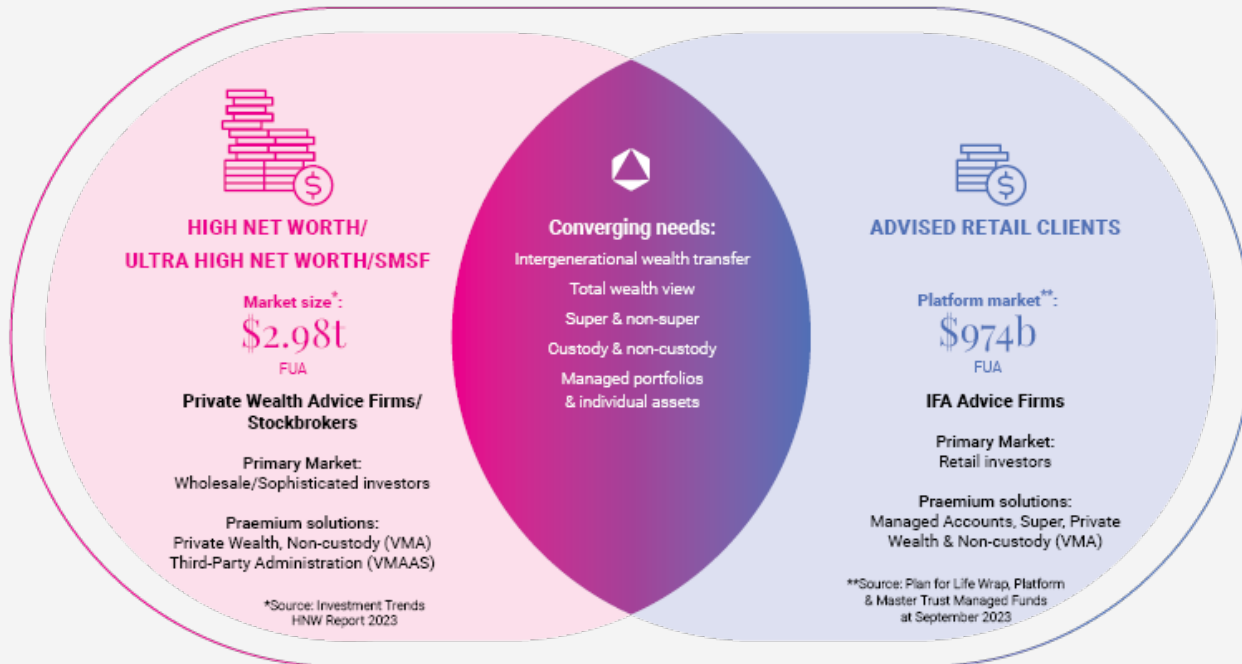 $
HIGH NET WORTH/
ULTRA HIGH NET WORTH/SMSF
Market size*:
$2.98t
FUA
Private Wealth Advice Firms/
Stockbrokers
Primary Market:
Wholesale/Sophisticated investors
Praemium solutions:
Private Wealth, Non-custody (VMA)
Third-Party Administration (VMAAS)
*Source: Investment Trends
HNW Report 2023
Converging needs:
Intergenerational wealth transfer
Total wealth view
Super & non-super
Custody & non-custody
Managed portfolios
& individual assets
$
ADVISED RETAIL CLIENTS
Platform market**:
$974b
FUA
IFA Advice Firms
Primary Market:
Retail investors
Praemium solutions:
Managed Accounts, Super, Private
Wealth & Non-custody (VMA)
**Source: Plan for Life Wrap, Platform
& Master Trust Managed Funds
at September 2023